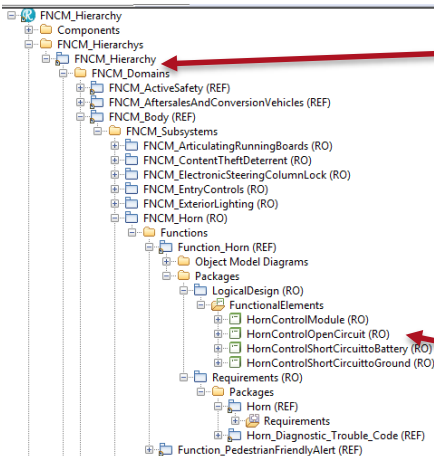 FNCM_Hierarchy
Components
FNCM_Hierarchys
FNCM_Hierarchy
FNCM_Domains
FNCM_ActiveSafety (REF)
FNCM_AftersalesAndConversionVehicles (REF)
FNCM_Body (REF)
FNCM_Subsystems
FNCM_ArticulatingRunningBoards (RO)
FNCM_ContentTheftDeterrent (RO)
FNCM_ElectronicSteeringColumnLock (RO)
FNCM_EntryControls (RO)
FNCM_ExteriorLighting (RO)
FNCM_Horn (RO)
Functions
Function_Horn (REF)
Object Model Diagrams
Packages
LogicalDesign (RO)
FunctionalElements
HornControlModule (RO)
HornControlOpenCircuit (RO)
HornControlShortCircuittoBattery (RO)
HornControlShortCircuittoGround (RO)
Requirements (RO)
Packages
Horn (REF)
Requirements
Horn_Diagnostic_Trouble_Code (REF)
Function_PedestrianFriendlyAlert (REF)